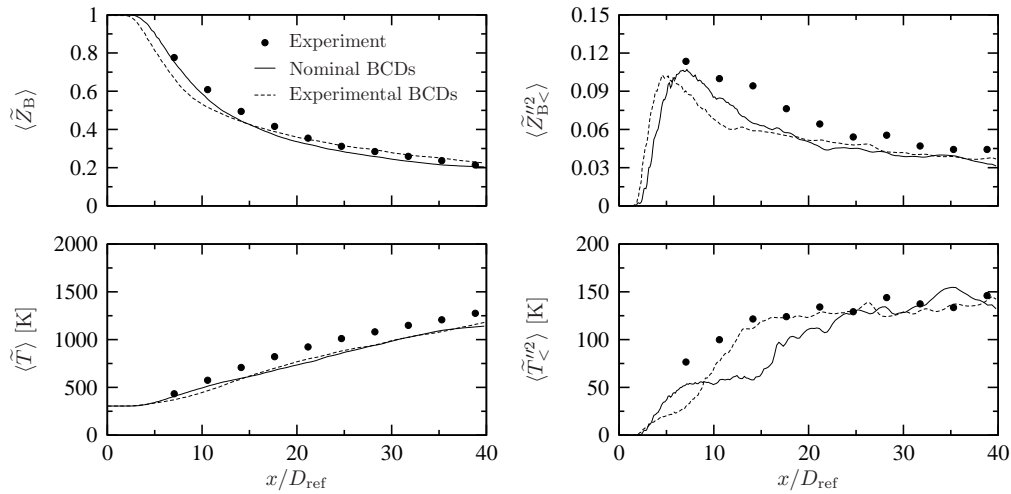 1
0.8
0.6
0.4
0.2
0
⟨Z̃_B⟩
Experiment
Nominal BCDs
Experimental BCDs
0.15
0.12
0.09
0.06
0.03
0
⟨Z̃″²_B<⟩
2000
1500
1000
500
0
⟨T̃⟩ [K]
0 10 20 30 40
x/D_ref
200
150
100
50
0
⟨T̃″²_<⟩ [K]
0 10 20 30 40
x/D_ref